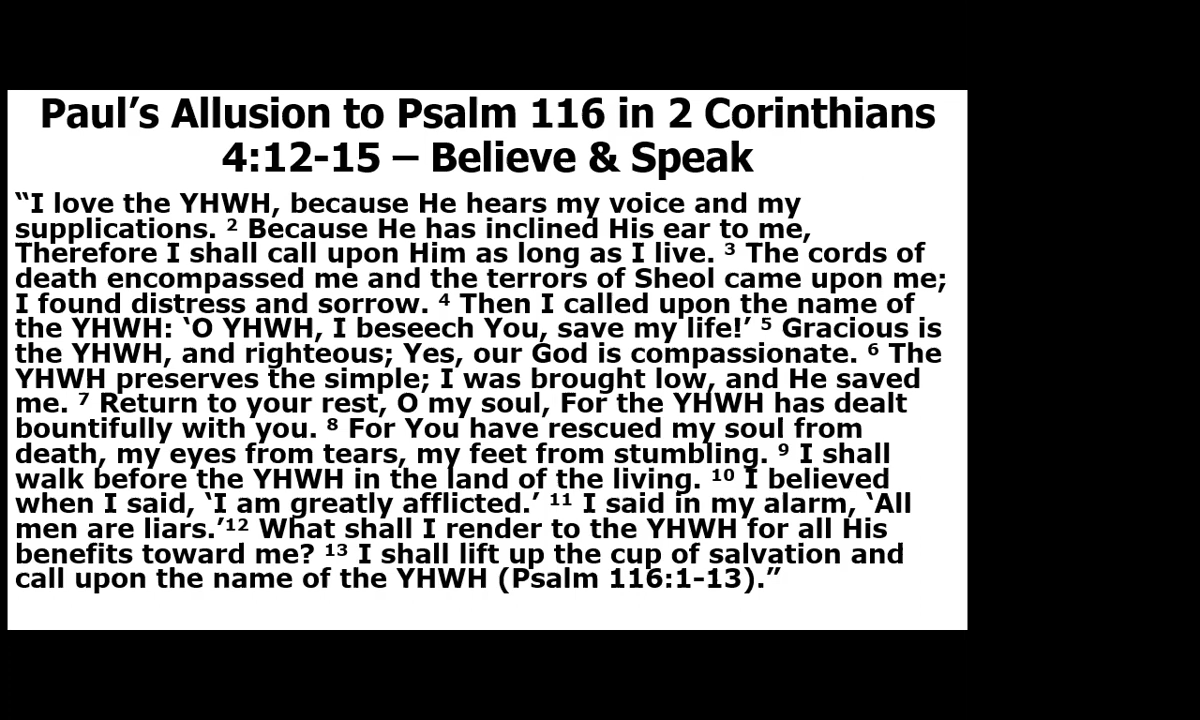 Paul’s Allusion to Psalm 116 in 2 Corinthians
4:12-15 – Believe & Speak
“I love the YHWH, because He hears my voice and my
supplications. ² Because He has inclined His ear to me,
Therefore I shall call upon Him as long as I live. ³ The cords of
death encompassed me and the terrors of Sheol came upon me;
I found distress and sorrow. ⁴ Then I called upon the name of
the YHWH: ‘O YHWH, I beseech You, save my life!’ ⁵ Gracious is
the YHWH, and righteous; Yes, our God is compassionate. ⁶ The
YHWH preserves the simple; I was brought low, and He saved
me. ⁷ Return to your rest, O my soul, For the YHWH has dealt
bountifully with you. ⁸ For You have rescued my soul from
death, my eyes from tears, my feet from stumbling. ⁹ I shall
walk before the YHWH in the land of the living. ¹⁰ I believed
when I said, ‘I am greatly afflicted.’ ¹¹ I said in my alarm, ‘All
men are liars.’¹² What shall I render to the YHWH for all His
benefits toward me? ¹³ I shall lift up the cup of salvation and
call upon the name of the YHWH (Psalm 116:1-13).”